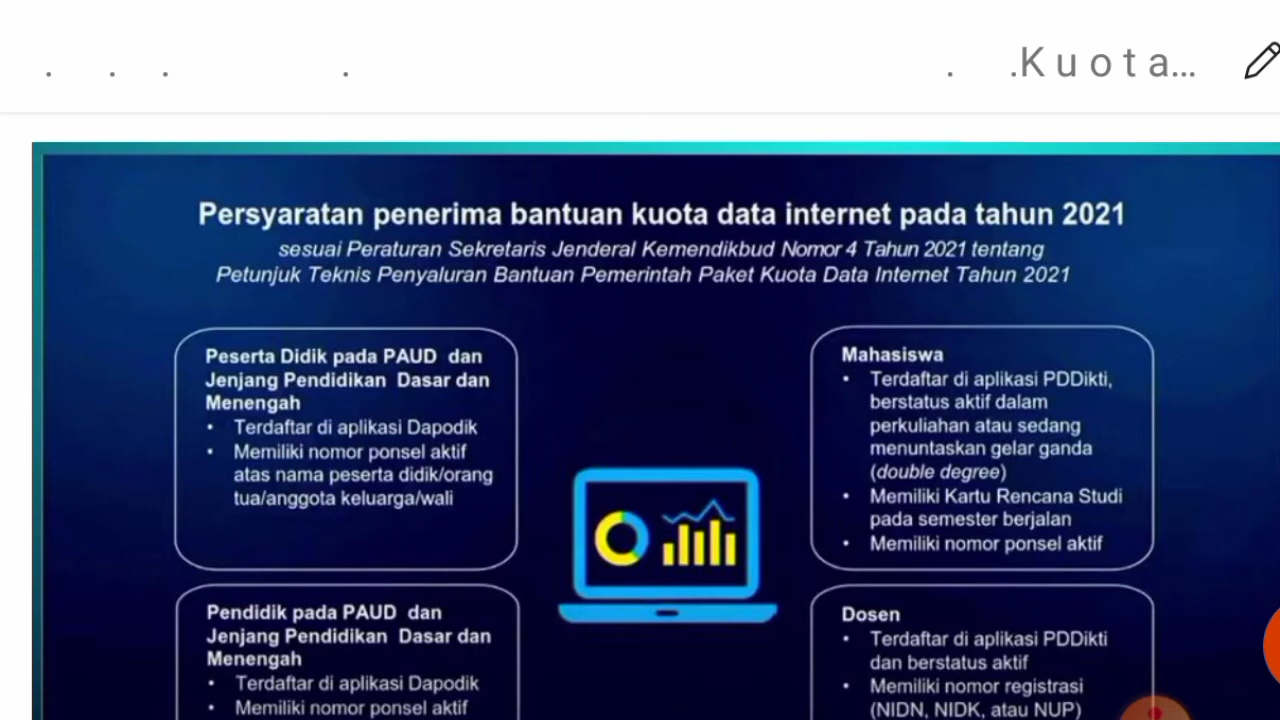 . . . . . .Kuota...
Persyaratan penerima bantuan kuota data internet pada tahun 2021
sesuai Peraturan Sekretaris Jenderal Kemendikbud Nomor 4 Tahun 2021 tentang
Petunjuk Teknis Penyaluran Bantuan Pemerintah Paket Kuota Data Internet Tahun 2021
Peserta Didik pada PAUD dan
Jenjang Pendidikan Dasar dan
Menengah
• Terdaftar di aplikasi Dapodik
• Memiliki nomor ponsel aktif
atas nama peserta didik/orang
tua/anggota keluarga/wali
Mahasiswa
• Terdaftar di aplikasi PDDikti,
berstatus aktif dalam
perkuliahan atau sedang
menuntaskan gelar ganda
(double degree)
• Memiliki Kartu Rencana Studi
pada semester berjalan
• Memiliki nomor ponsel aktif
Pendidik pada PAUD dan
Jenjang Pendidikan Dasar dan
Menengah
• Terdaftar di aplikasi Dapodik
• Memiliki nomor ponsel aktif
Dosen
• Terdaftar di aplikasi PDDikti
dan berstatus aktif
• Memiliki nomor registrasi
(NIDN, NIDK, atau NUP)